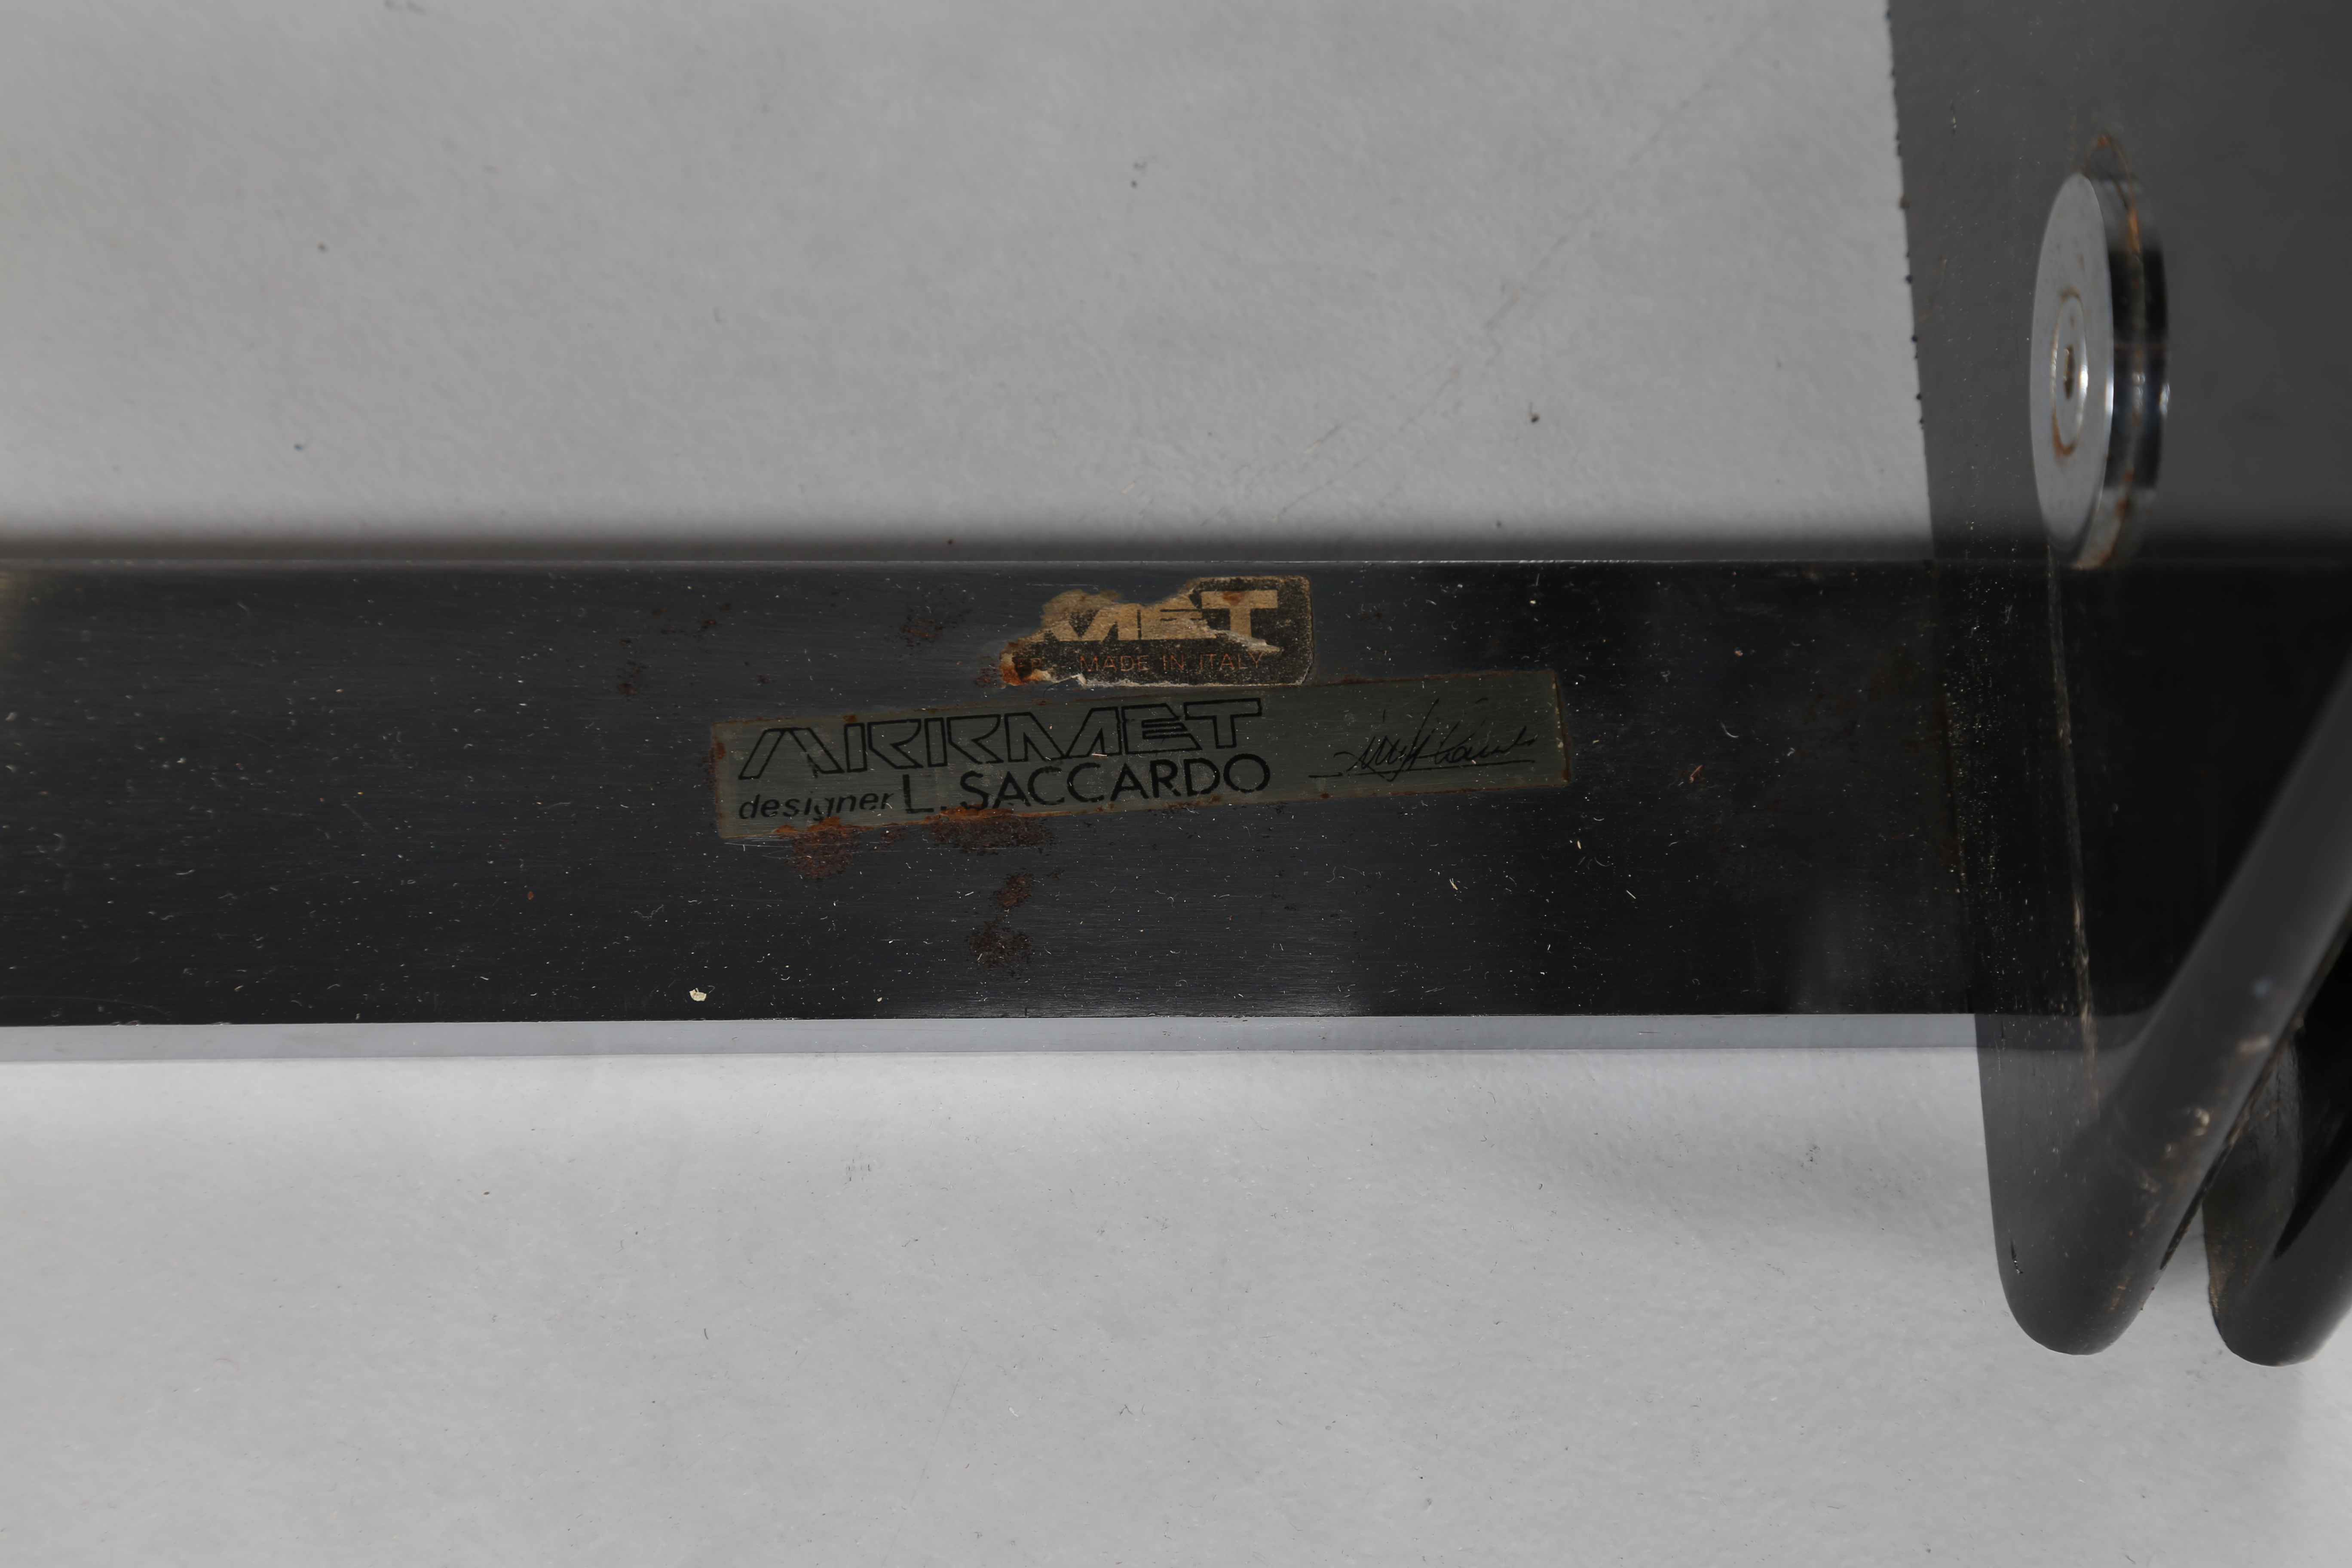 MET
MADE IN ITALY
ARRMET
designer L. SACCARDO